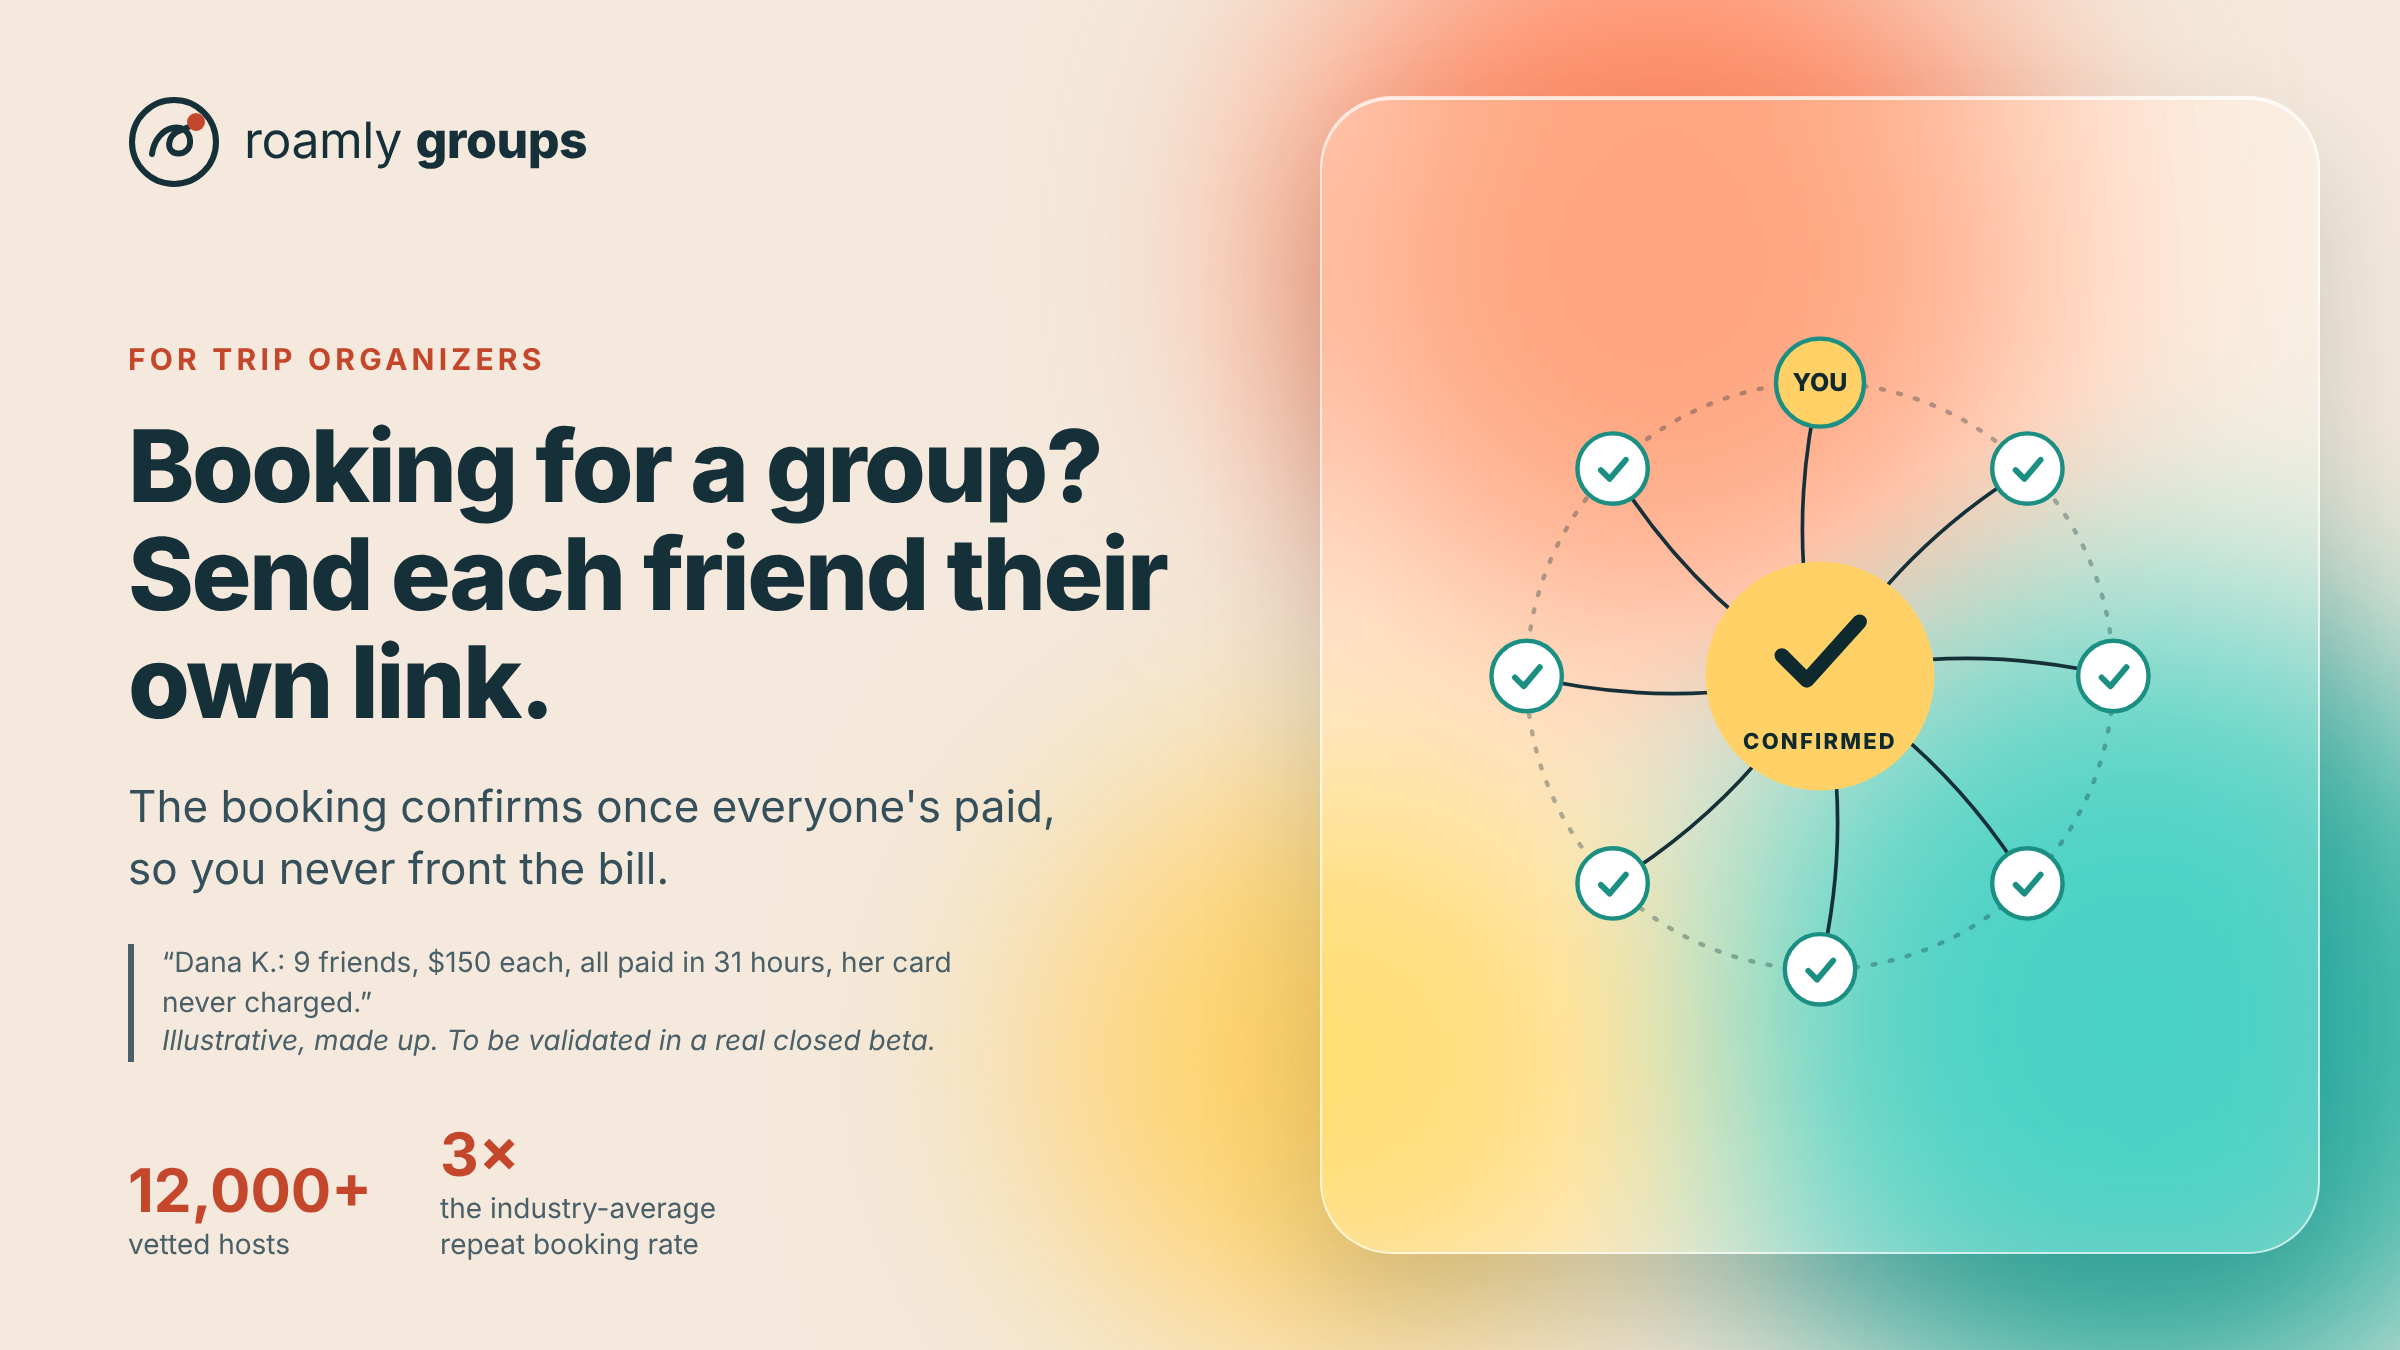 roamly groups
FOR TRIP ORGANIZERS
Booking for a group?
Send each friend their
own link.
The booking confirms once everyone's paid,
so you never front the bill.
“Dana K.: 9 friends, $150 each, all paid in 31 hours, her card
never charged.”
Illustrative, made up. To be validated in a real closed beta.
12,000+
vetted hosts
3×
the industry-average
repeat booking rate
YOU
CONFIRMED